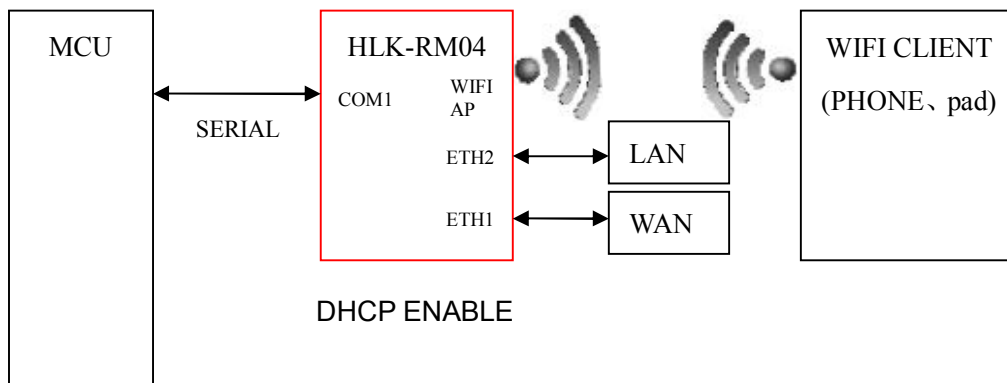 MCU
SERIAL
HLK-RM04
COM1
WIFI
AP
ETH2
ETH1
LAN
WAN
WIFI CLIENT
(PHONE、pad)
DHCP ENABLE